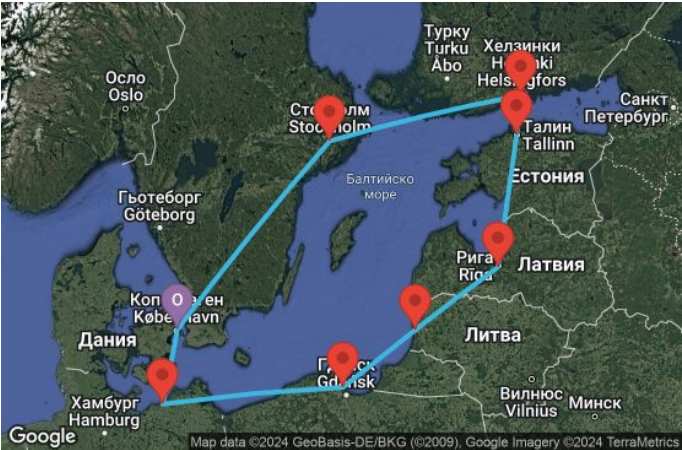 Турку
Turku
Åbo
Хелзинки
Helsingfors
Осло
Oslo
Санкт
Петербург
Stockholm
Талин
Tallinn
Естония
Балтийско
море
Гьотеборг
Göteborg
Рига
Rīga
Латвия
O
Дания
Литва
Gdańsk
Хамбург
Hamburg
Вилнюс
Vilnius
Минск
Google
Map data ©2024 GeoBasis-DE/BKG (©2009), Google Imagery ©2024 TerraMetrics